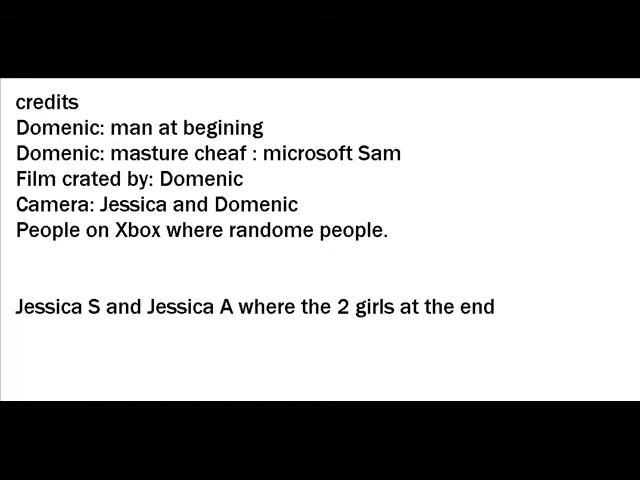 credits
Domenic: man at begining
Domenic: masture cheaf : microsoft Sam
Film crated by: Domenic
Camera: Jessica and Domenic
People on Xbox where randome people.
Jessica S and Jessica A where the 2 girls at the end